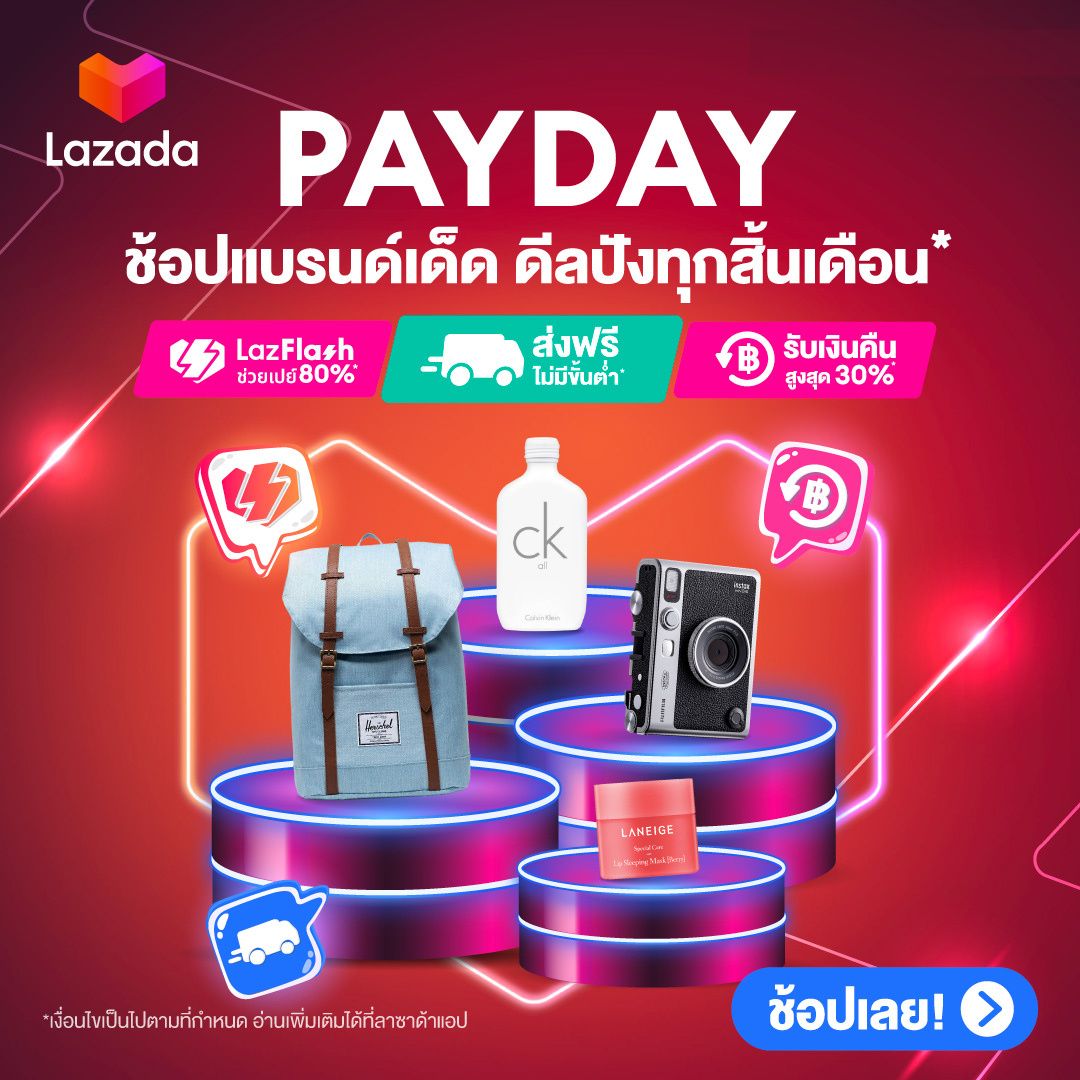 Lazada
PAYDAY
ช้อปแบรนด์เด็ด ดีลปังทุกสิ้นเดือน*
LazFlash
ช่วยเปย์ 80%*
ส่งฟรี
ไม่มีขั้นต่ำ*
รับเงินคืน
สูงสุด 30%*
ck
all
Calvin Klein
instax
FUJIFILM
Herschel
LANEIGE
Special Care
Lip Sleeping Mask [Berry]
*เงื่อนไขเป็นไปตามที่กำหนด อ่านเพิ่มเติมได้ที่ลาซาด้าแอป
ช้อปเลย!